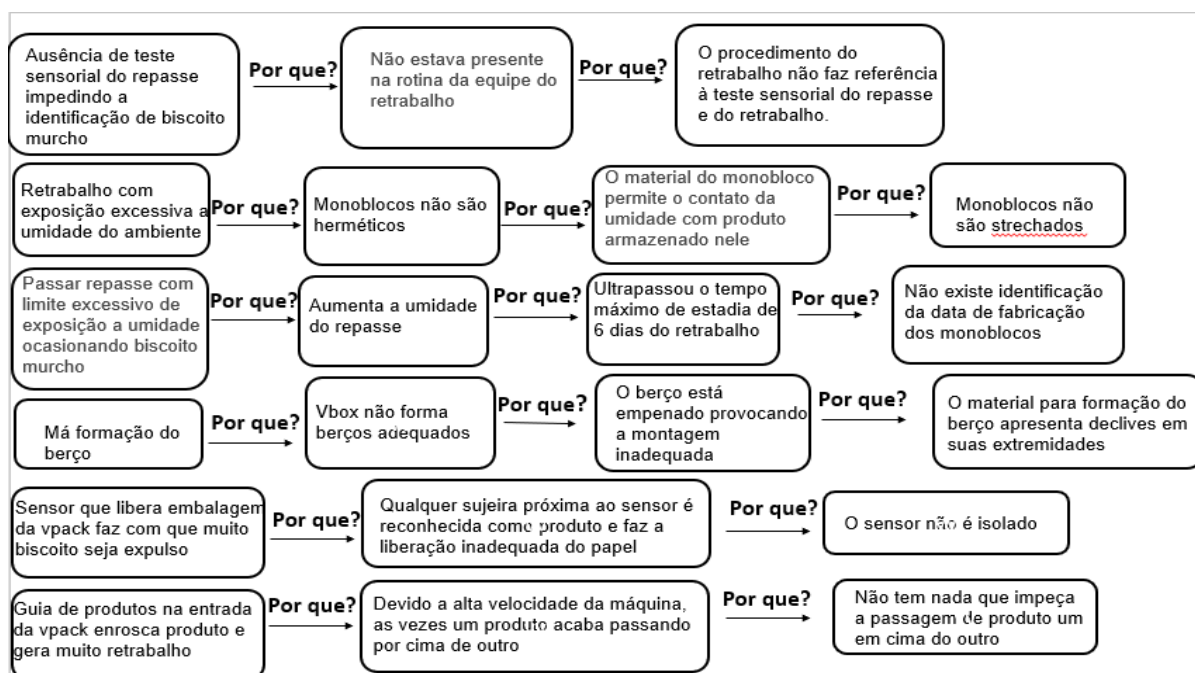 Ausência de teste
sensorial do repasse
impedindo a
identificação de biscoito
murcho
Por que?
Não estava presente
na rotina da equipe do
retrabalho
Por que?
O procedimento do
retrabalho não faz referência
à teste sensorial do repasse
e do retrabalho.
Retrabalho com
exposição excessiva a
umidade do ambiente
Por que?
Monoblocos não são
herméticos
Por que?
O material do monobloco
permite o contato da
umidade com produto
armazenado nele
Por que?
Monoblocos não
são strechados
Passar repasse com
limite excessivo de
exposição a umidade
ocasionando biscoito
murcho
Por que?
Aumenta a umidade
do repasse
Por que?
Ultrapassou o tempo
máximo de estadia de
6 dias do retrabalho
Por que?
Não existe identificação
da data de fabricação
dos monoblocos
Má formação do
berço
Por que?
Vbox não forma
berços adequados
Por que?
O berço está
empenado provocando
a montagem
inadequada
Por que?
O material para formação do
berço apresenta declives em
suas extremidades
Sensor que libera embalagem
da vpack faz com que muito
biscoito seja expulso
Por que?
Qualquer sujeira próxima ao sensor é
reconhecida como produto e faz a
liberação inadequada do papel
Por que?
O sensor não é isolado
Guia de produtos na entrada
da vpack enrosca produto e
gera muito retrabalho
Por que?
Devido a alta velocidade da máquina,
as vezes um produto acaba passando
por cima de outro
Por que?
Não tem nada que impeça
a passagem de produto um
em cima do outro